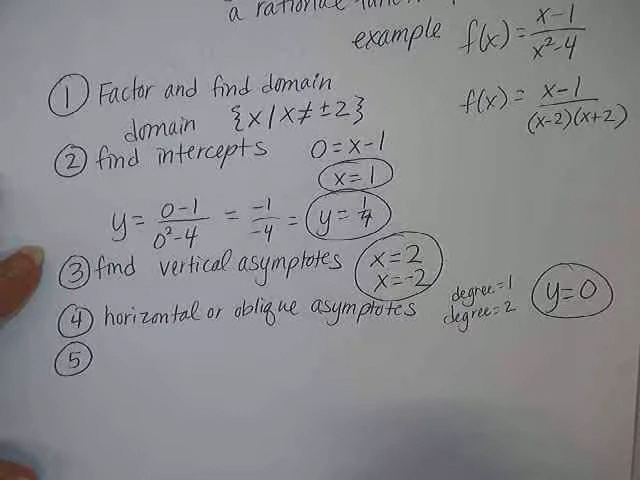 a rational
example f(x) = x-1 / x²-4
① Factor and find domain
f(x) = x-1 / (x-2)(x+2)
domain {x | x ≠ ±2}
② find intercepts 0 = x-1
x = 1
y = 0-1 / 0²-4 = -1 / -4 = y = 1/4
③ find vertical asymptotes x = 2
x = -2
④ horizontal or oblique asymptotes degree = 1
degree = 2
y = 0
⑤